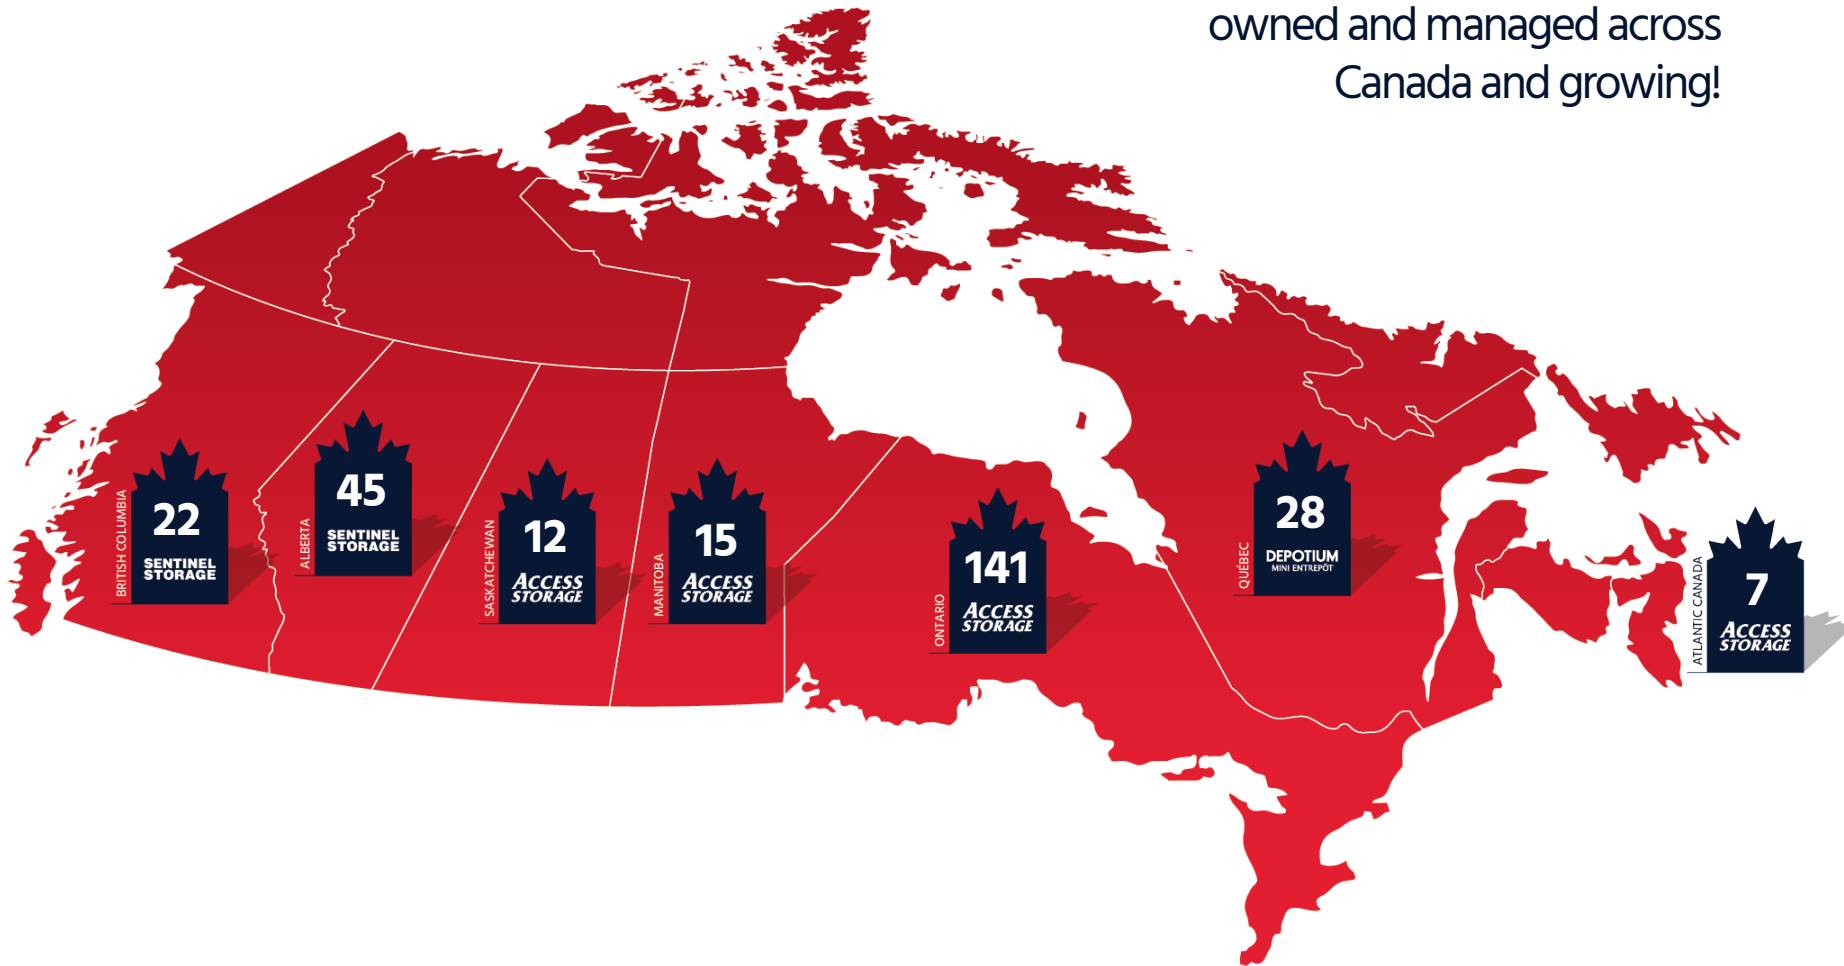 owned and managed across
Canada and growing!
BRITISH COLUMBIA
22
SENTINEL
STORAGE
ALBERTA
45
SENTINEL
STORAGE
SASKATCHEWAN
12
ACCESS
STORAGE
MANITOBA
15
ACCESS
STORAGE
ONTARIO
141
ACCESS
STORAGE
QUÉBEC
28
DEPOTIUM
MINI ENTREPÔT
ATLANTIC CANADA
7
ACCESS
STORAGE